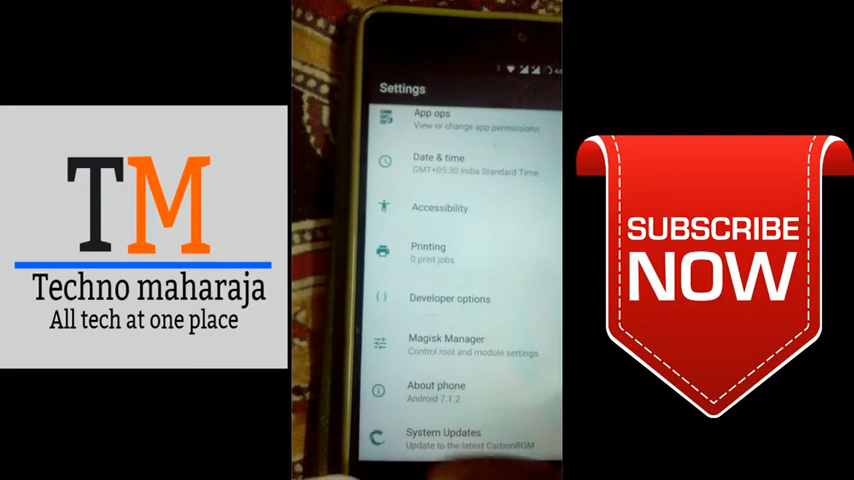 TM
Techno maharaja
All tech at one place
Settings
App ops
View or change app permissions
Date & time
GMT+05:30 India Standard Time
Accessibility
Printing
0 print jobs
Developer options
Magisk Manager
Control root and module settings
About phone
Android 7.1.2
System Updates
Update to the latest CarbonROM
SUBSCRIBE
NOW